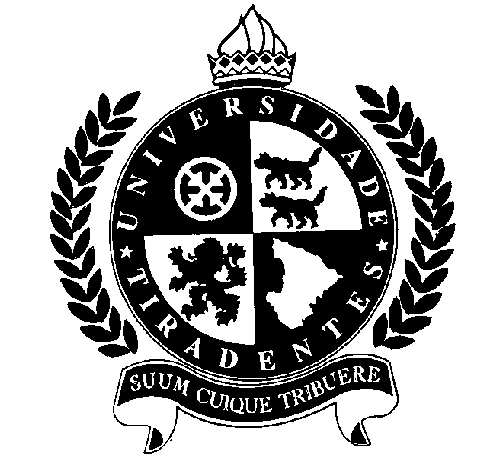 UNIVERSIDADE
TIRADENTES
SUUM CUIQUE TRIBUERE